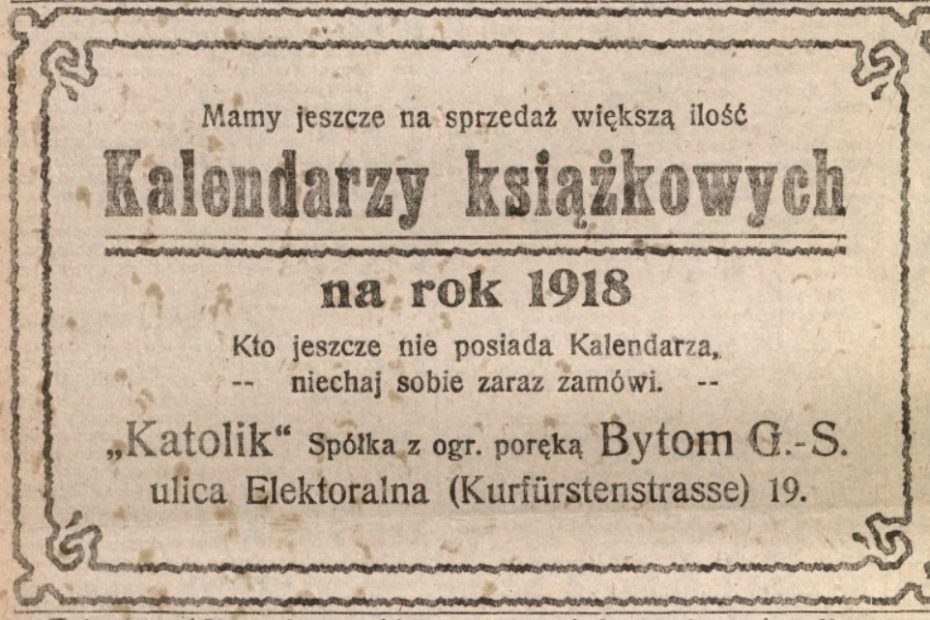 Mamy jeszcze na sprzedaż większą ilość
Kalendarzy książkowych
na rok 1918
Kto jeszcze nie posiada Kalendarza,
-- niechaj sobie zaraz zamówi. --
„Katolik“ Spółka z ogr. poręką Bytom G.-S.
ulica Elektoralna (Kurfürstenstrasse) 19.